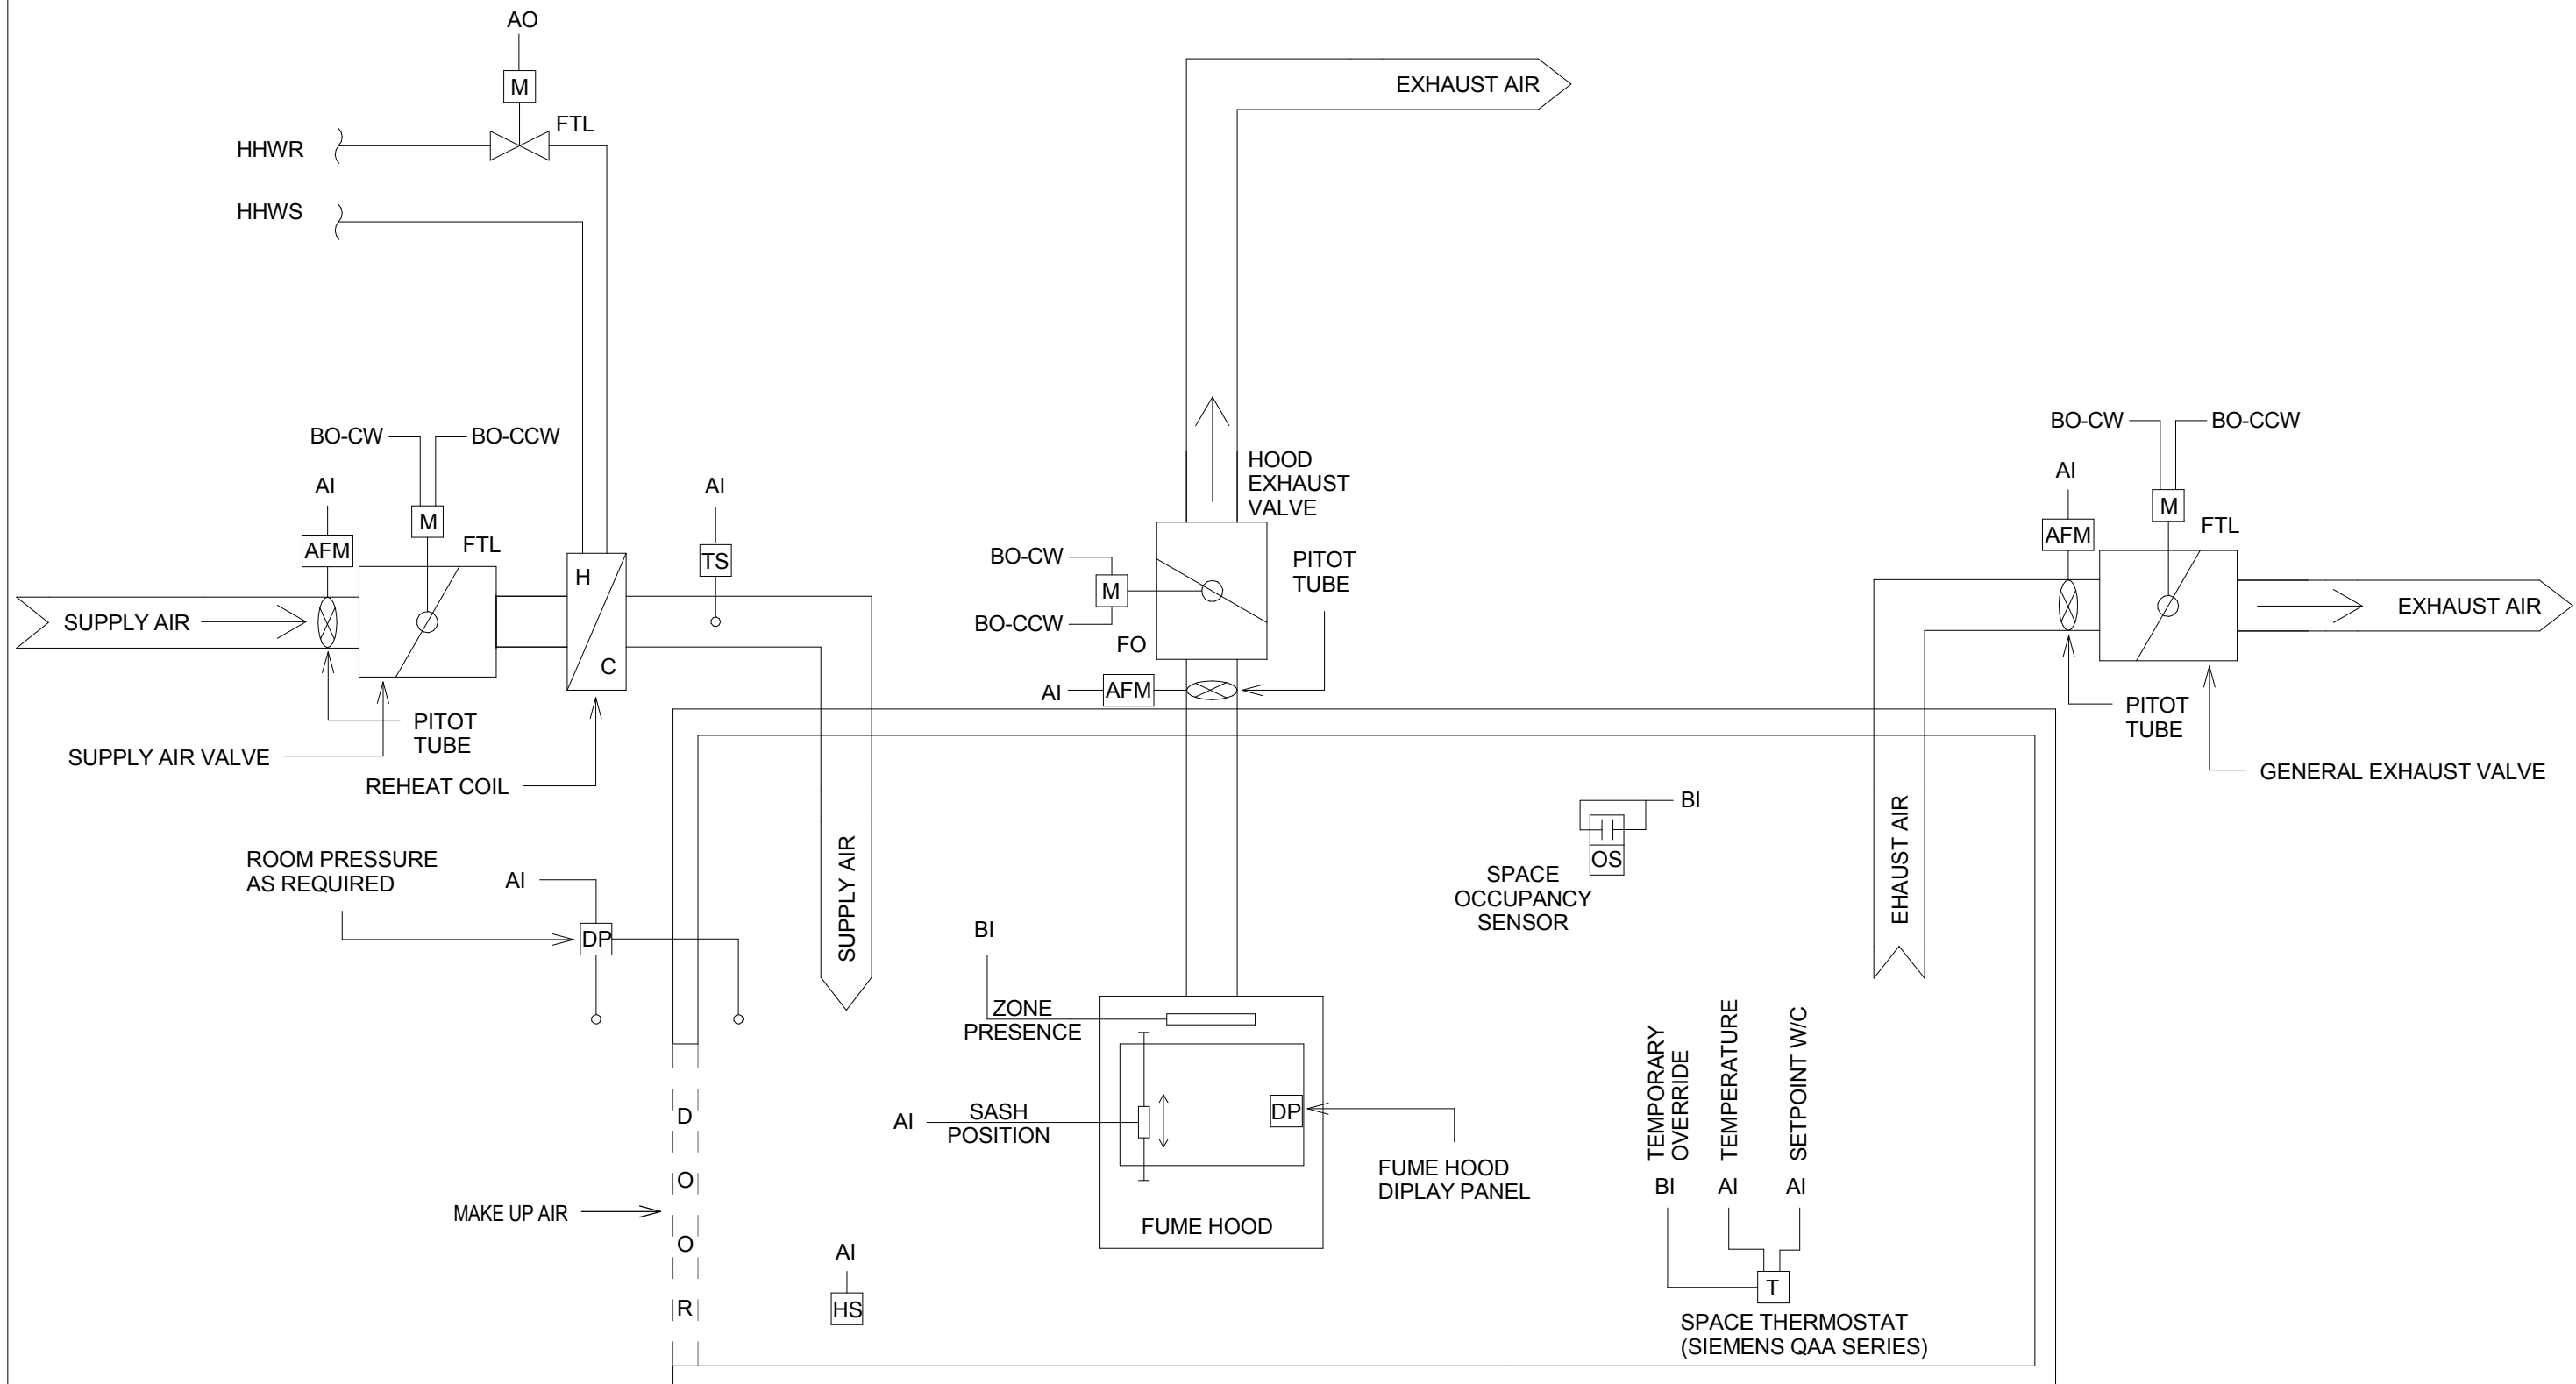 AO
M
FTL
HHWR
HHWS
EXHAUST AIR
BO-CW
BO-CCW
AI
M
AFM
FTL
SUPPLY AIR
PITOT
TUBE
SUPPLY AIR VALVE
REHEAT COIL
H
C
AI
TS
HOOD
EXHAUST
VALVE
BO-CW
M
BO-CCW
FO
PITOT
TUBE
AI
AFM
BO-CW
BO-CCW
AI
M
AFM
FTL
EXHAUST AIR
PITOT
TUBE
GENERAL EXHAUST VALVE
ROOM PRESSURE
AS REQUIRED
AI
DP
SUPPLY AIR
BI
OS
SPACE
OCCUPANCY
SENSOR
EHAUST AIR
BI
ZONE
PRESENCE
AI
SASH
POSITION
DP
FUME HOOD
DIPLAY PANEL
FUME HOOD
D
O
O
R
MAKE UP AIR
AI
HS
TEMPORARY
OVERRIDE
TEMPERATURE
SETPOINT W/C
BI
AI
AI
T
SPACE THERMOSTAT
(SIEMENS QAA SERIES)